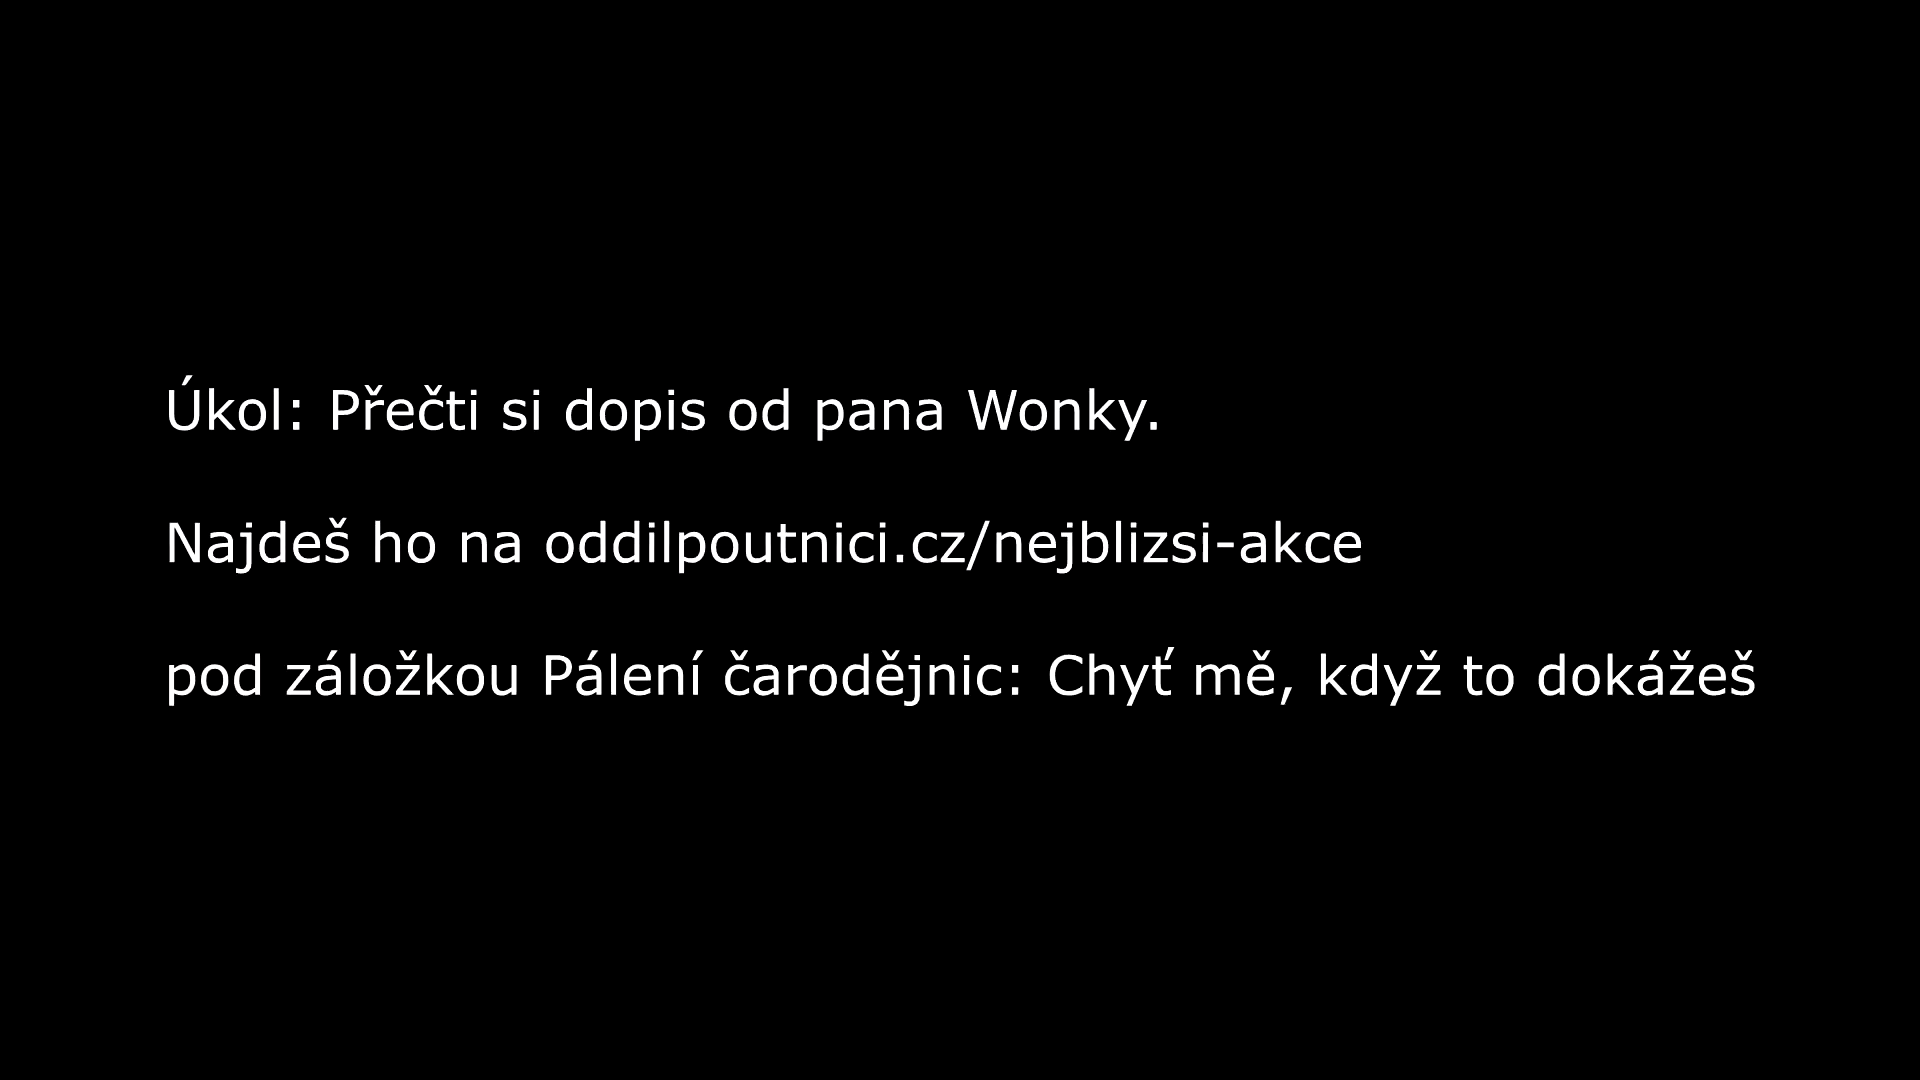 Úkol: Přečti si dopis od pana Wonky.
Najdeš ho na oddilpoutnici.cz/nejblizsi-akce
pod záložkou Pálení čarodějnic: Chyť mě, když to dokážeš